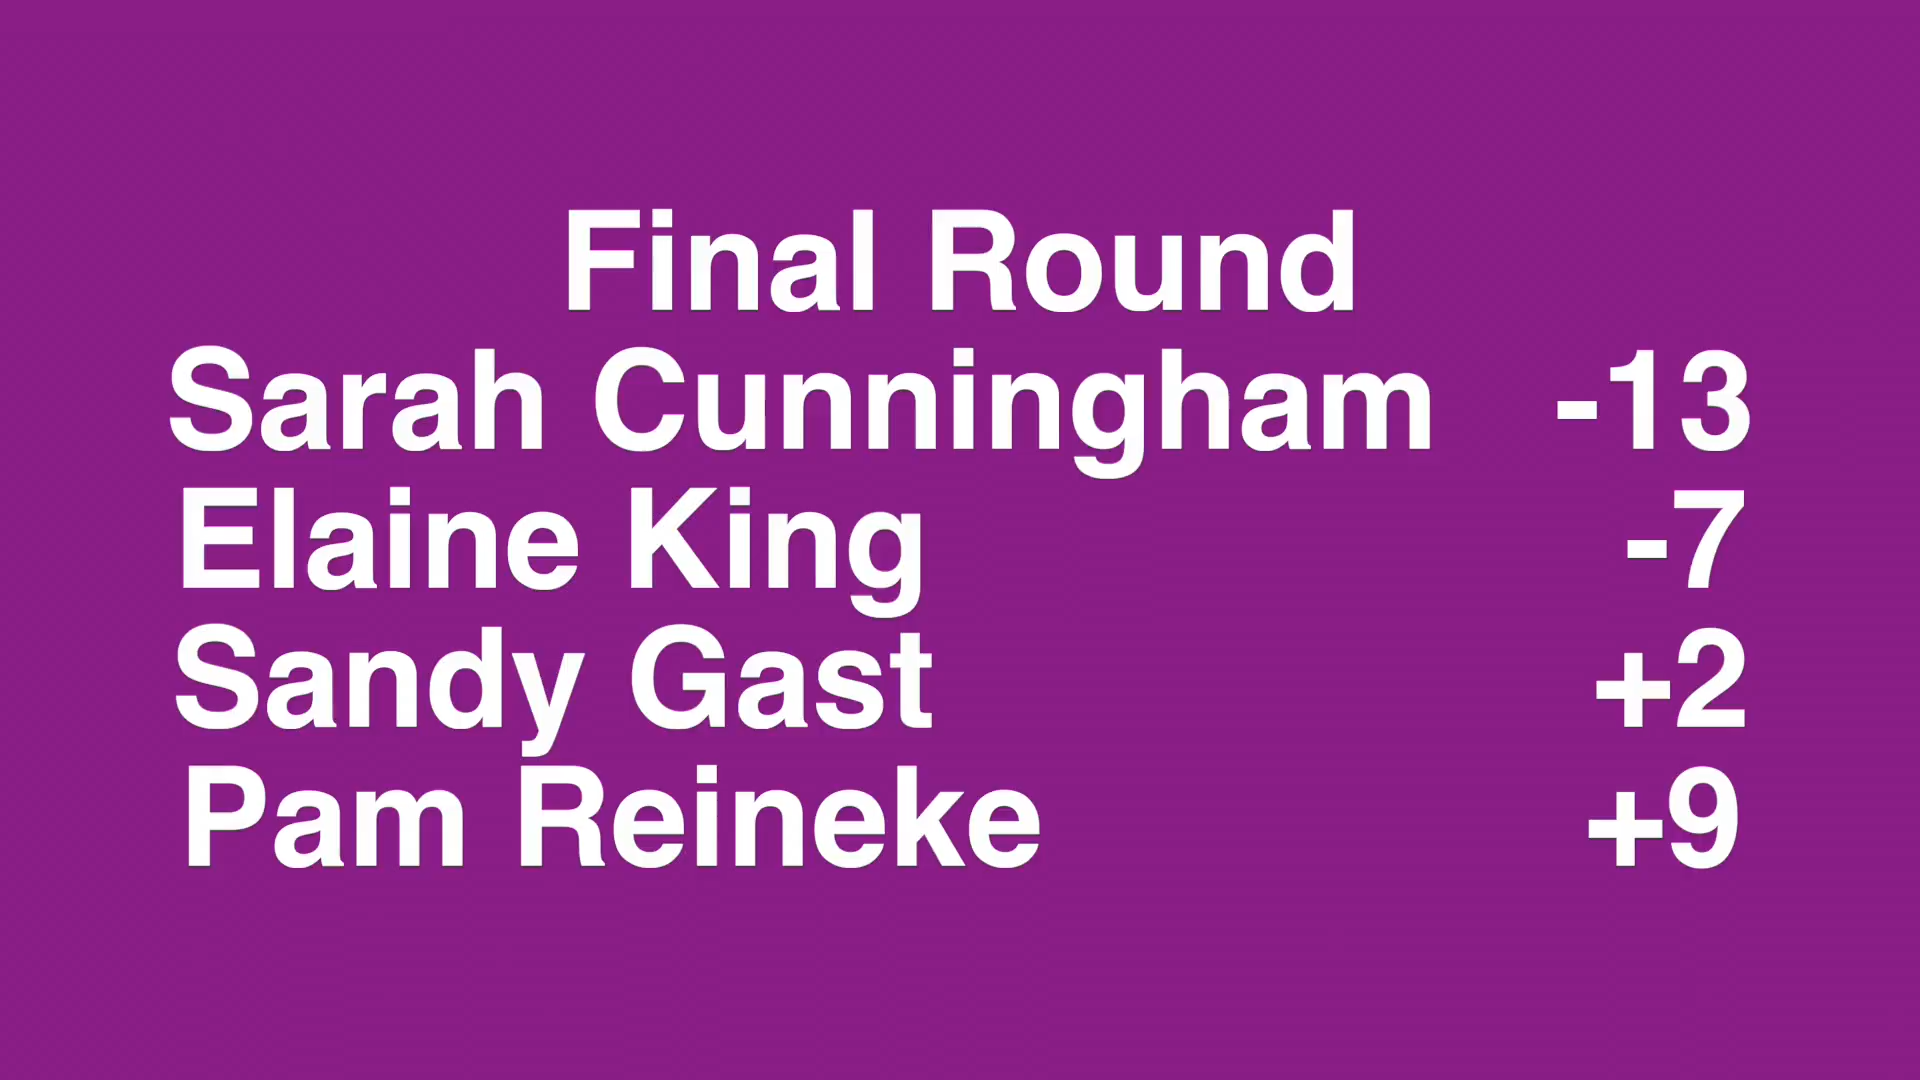 Final Round
Sarah Cunningham -13
Elaine King -7
Sandy Gast +2
Pam Reineke +9